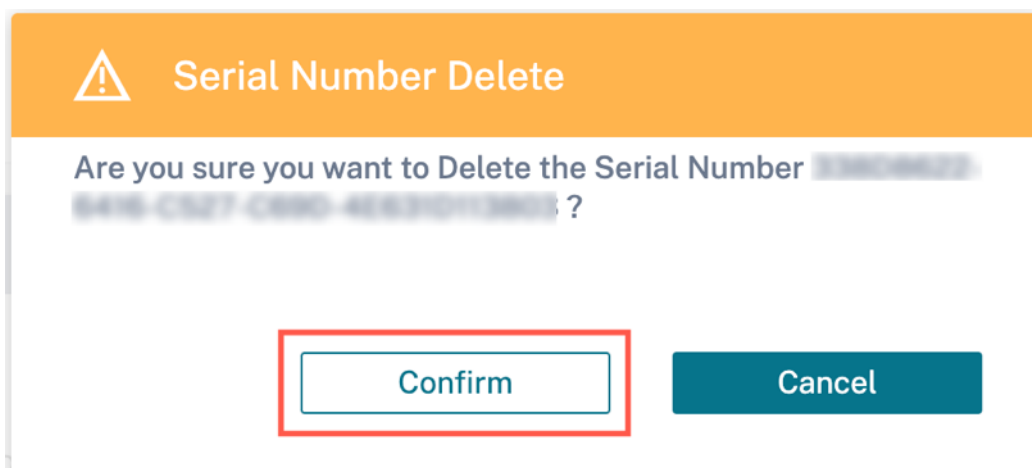 Serial Number Delete
Are you sure you want to Delete the Serial Number
?
Confirm
Cancel